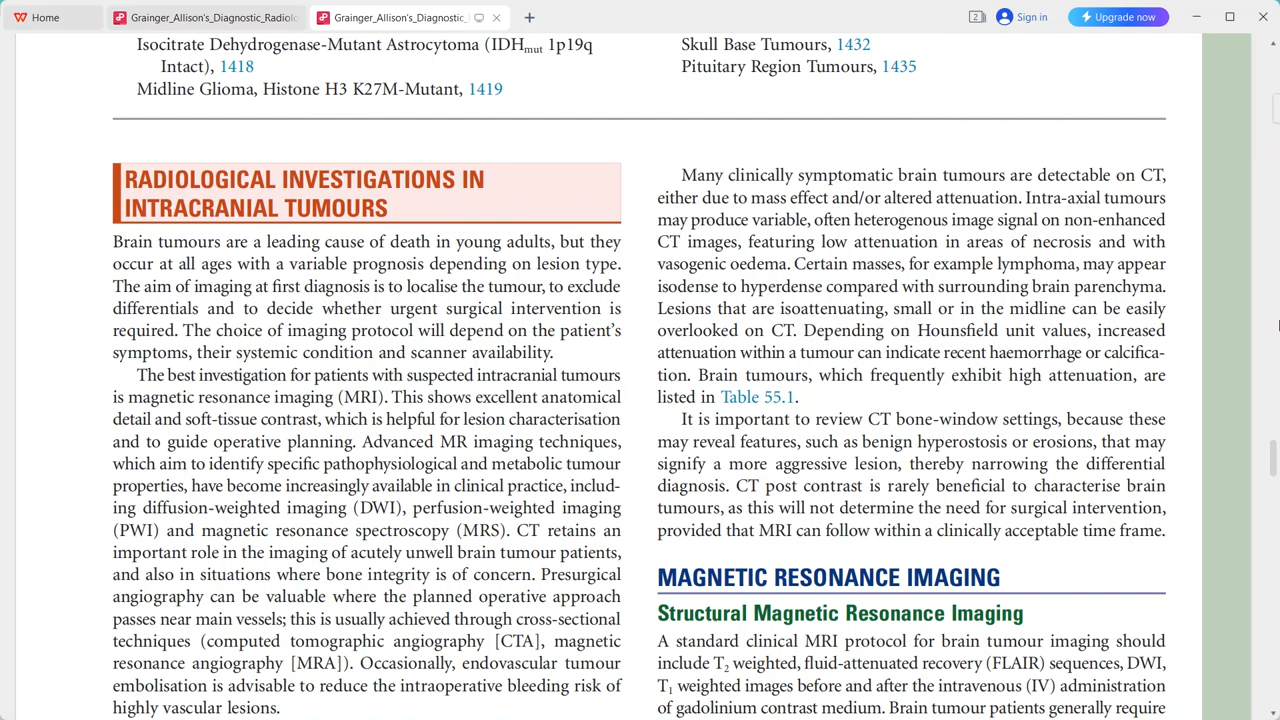 Home
Grainger_Allison's_Diagnostic_Radiolo
Grainger_Allison's_Diagnostic_
2
Sign in
Upgrade now
Isocitrate Dehydrogenase-Mutant Astrocytoma (IDHmut 1p19q
Intact), 1418
Midline Glioma, Histone H3 K27M-Mutant, 1419
Skull Base Tumours, 1432
Pituitary Region Tumours, 1435
RADIOLOGICAL INVESTIGATIONS IN
INTRACRANIAL TUMOURS
Brain tumours are a leading cause of death in young adults, but they
occur at all ages with a variable prognosis depending on lesion type.
The aim of imaging at first diagnosis is to localise the tumour, to exclude
differentials and to decide whether urgent surgical intervention is
required. The choice of imaging protocol will depend on the patient's
symptoms, their systemic condition and scanner availability.
The best investigation for patients with suspected intracranial tumours
is magnetic resonance imaging (MRI). This shows excellent anatomical
detail and soft-tissue contrast, which is helpful for lesion characterisation
and to guide operative planning. Advanced MR imaging techniques,
which aim to identify specific pathophysiological and metabolic tumour
properties, have become increasingly available in clinical practice, includ-
ing diffusion-weighted imaging (DWI), perfusion-weighted imaging
(PWI) and magnetic resonance spectroscopy (MRS). CT retains an
important role in the imaging of acutely unwell brain tumour patients,
and also in situations where bone integrity is of concern. Presurgical
angiography can be valuable where the planned operative approach
passes near main vessels; this is usually achieved through cross-sectional
techniques (computed tomographic angiography [CTA], magnetic
resonance angiography [MRA]). Occasionally, endovascular tumour
embolisation is advisable to reduce the intraoperative bleeding risk of
highly vascular lesions.
Many clinically symptomatic brain tumours are detectable on CT,
either due to mass effect and/or altered attenuation. Intra-axial tumours
may produce variable, often heterogenous image signal on non-enhanced
CT images, featuring low attenuation in areas of necrosis and with
vasogenic oedema. Certain masses, for example lymphoma, may appear
isodense to hyperdense compared with surrounding brain parenchyma.
Lesions that are isoattenuating, small or in the midline can be easily
overlooked on CT. Depending on Hounsfield unit values, increased
attenuation within a tumour can indicate recent haemorrhage or calcifica-
tion. Brain tumours, which frequently exhibit high attenuation, are
listed in Table 55.1.
It is important to review CT bone-window settings, because these
may reveal features, such as benign hyperostosis or erosions, that may
signify a more aggressive lesion, thereby narrowing the differential
diagnosis. CT post contrast is rarely beneficial to characterise brain
tumours, as this will not determine the need for surgical intervention,
provided that MRI can follow within a clinically acceptable time frame.
MAGNETIC RESONANCE IMAGING
Structural Magnetic Resonance Imaging
A standard clinical MRI protocol for brain tumour imaging should
include T2 weighted, fluid-attenuated recovery (FLAIR) sequences, DWI,
T1 weighted images before and after the intravenous (IV) administration
of gadolinium contrast medium. Brain tumour patients generally require